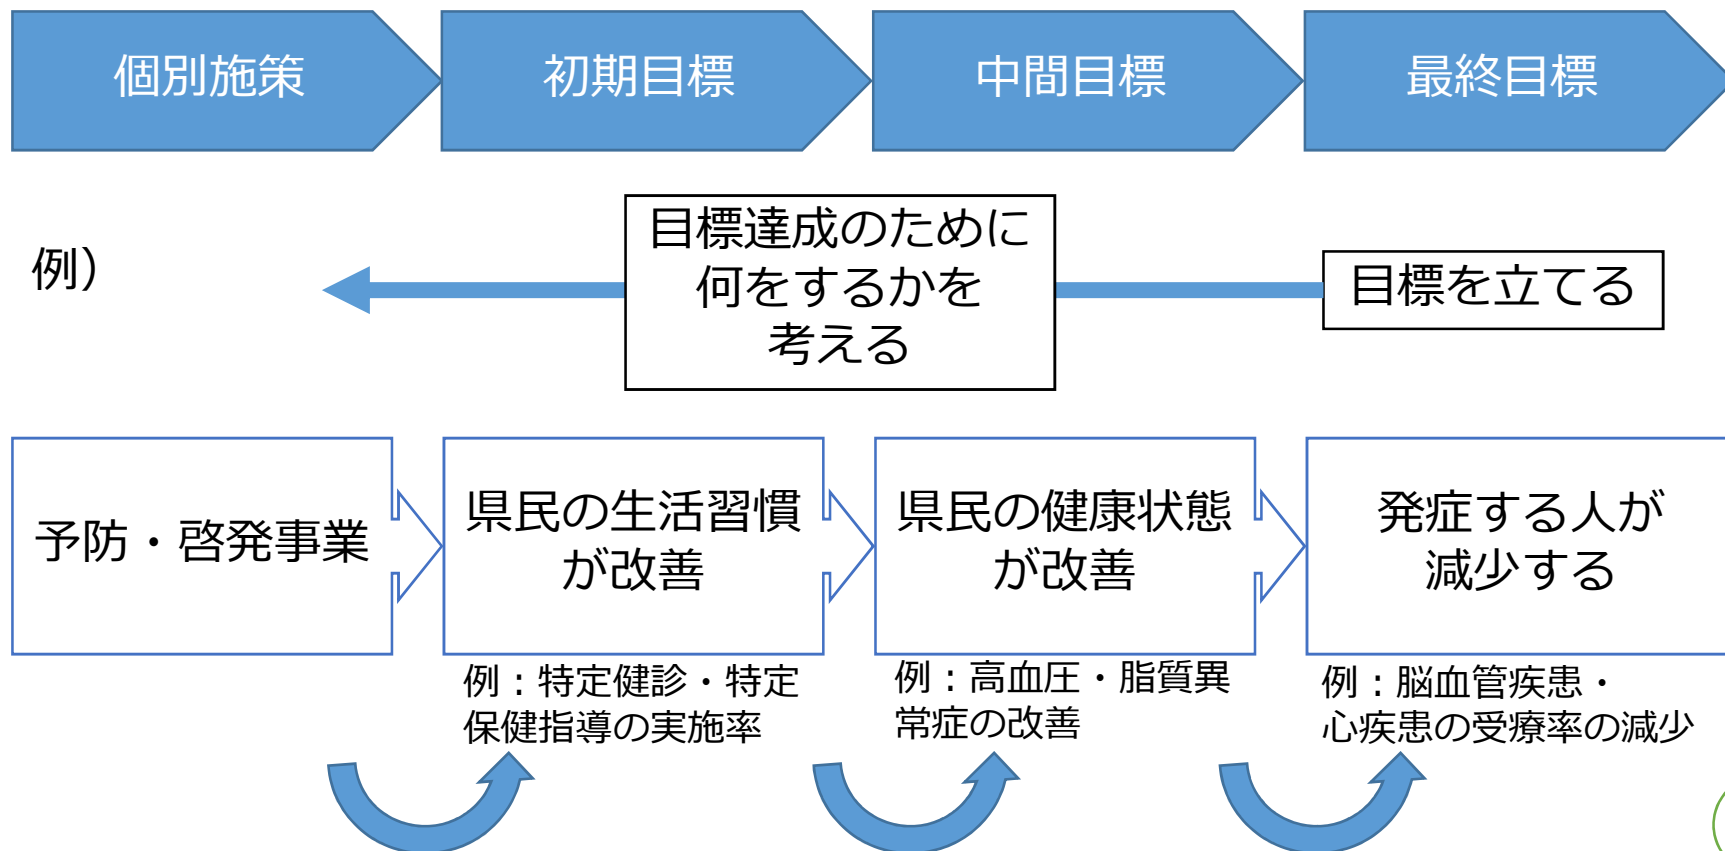 個別施策
初期目標
中間目標
最終目標
例）
目標達成のために
何をするかを
考える
目標を立てる
予防・啓発事業
県民の生活習慣
が改善
県民の健康状態
が改善
発症する人が
減少する
例：特定健診・特定
保健指導の実施率
例：高血圧・脂質異
常症の改善
例：脳血管疾患・
心疾患の受療率の減少